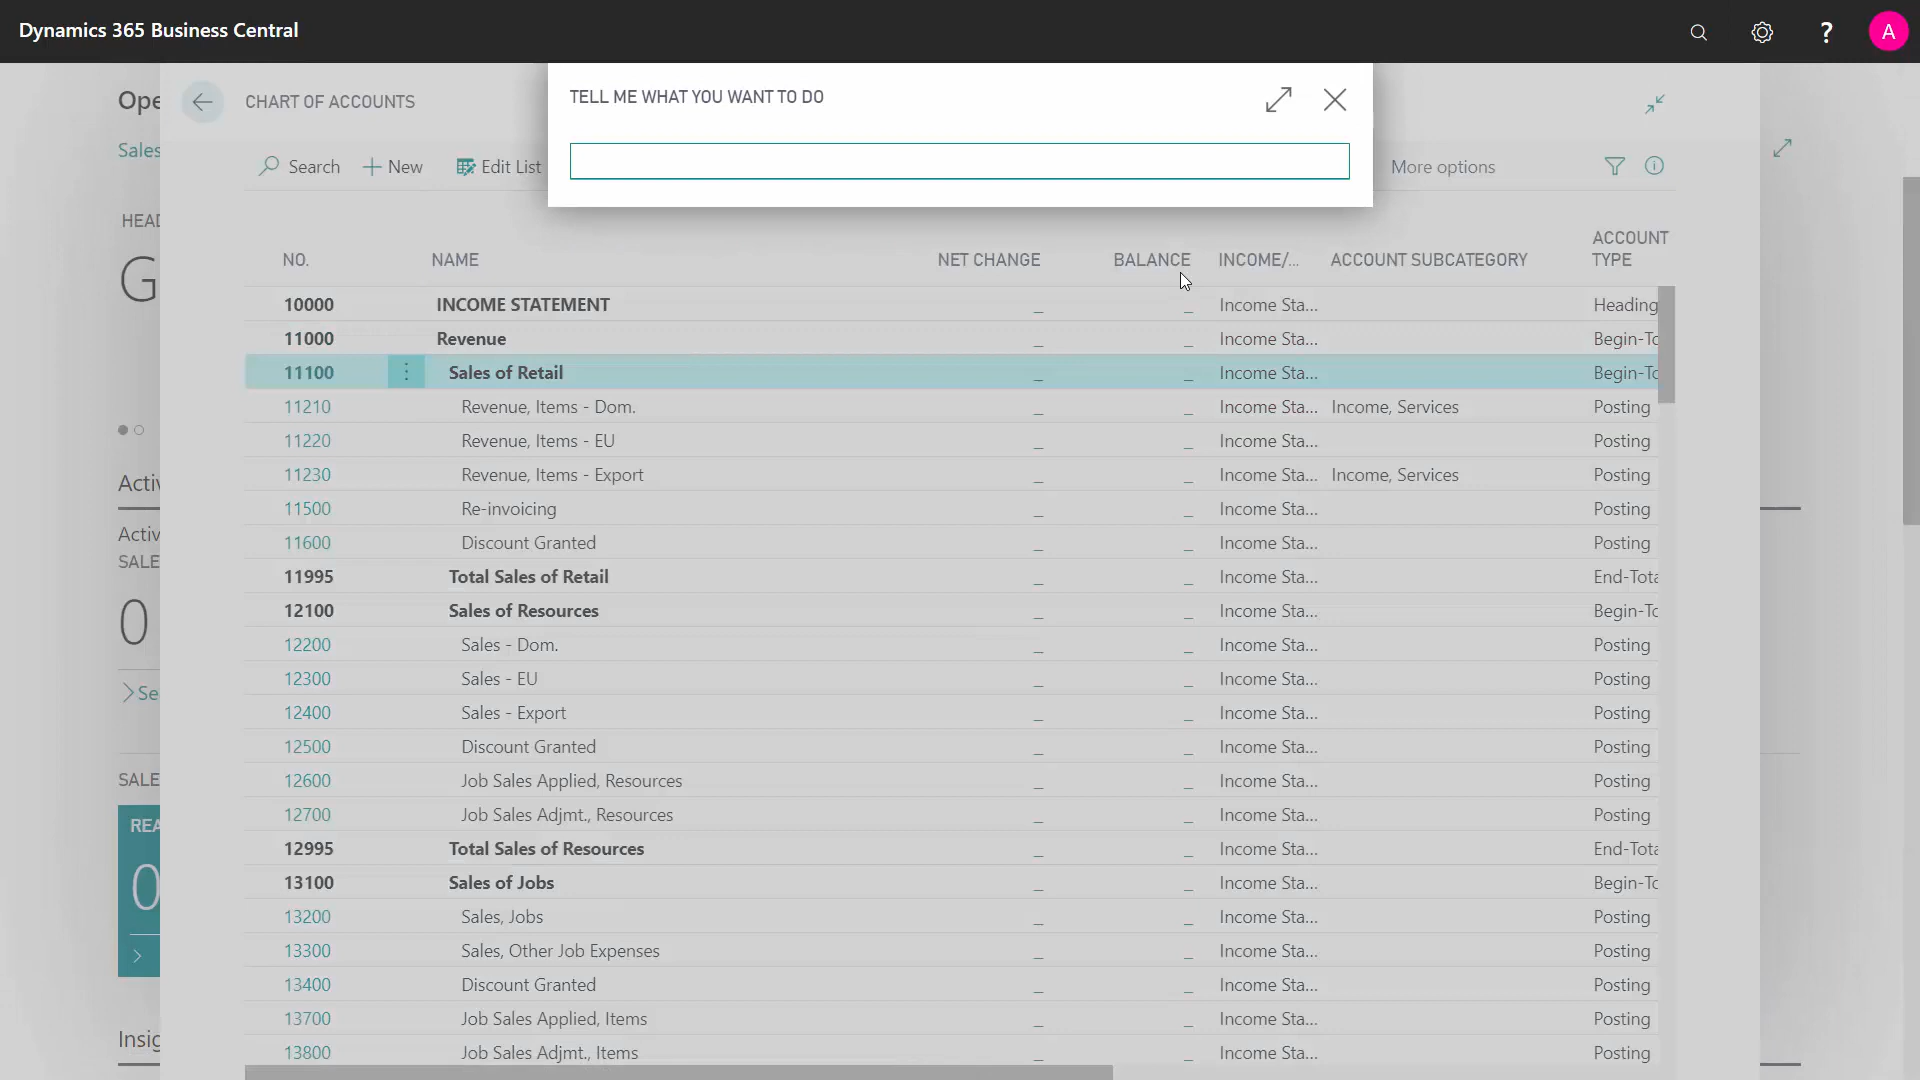 Dynamics 365 Business Central
?
A
Ope
CHART OF ACCOUNTS
TELL ME WHAT YOU WANT TO DO
Sales
Search
New
Edit List
More options
HEAD
G
NO. NAME NET CHANGE BALANCE INCOME/... ACCOUNT SUBCATEGORY ACCOUNT TYPE
10000 INCOME STATEMENT _ _ Income Sta... Heading
11000 Revenue _ _ Income Sta... Begin-To
11100 Sales of Retail _ _ Income Sta... Begin-To
11210 Revenue, Items - Dom. _ _ Income Sta... Income, Services Posting
11220 Revenue, Items - EU _ _ Income Sta... Posting
11230 Revenue, Items - Export _ _ Income Sta... Income, Services Posting
11500 Re-invoicing _ _ Income Sta... Posting
11600 Discount Granted _ _ Income Sta... Posting
11995 Total Sales of Retail _ _ Income Sta... End-Tota
12100 Sales of Resources _ _ Income Sta... Begin-To
12200 Sales - Dom. _ _ Income Sta... Posting
12300 Sales - EU _ _ Income Sta... Posting
12400 Sales - Export _ _ Income Sta... Posting
12500 Discount Granted _ _ Income Sta... Posting
12600 Job Sales Applied, Resources _ _ Income Sta... Posting
12700 Job Sales Adjmt., Resources _ _ Income Sta... Posting
12995 Total Sales of Resources _ _ Income Sta... End-Tota
13100 Sales of Jobs _ _ Income Sta... Begin-To
13200 Sales, Jobs _ _ Income Sta... Posting
13300 Sales, Other Job Expenses _ _ Income Sta... Posting
13400 Discount Granted _ _ Income Sta... Posting
13700 Job Sales Applied, Items _ _ Income Sta... Posting
13800 Job Sales Adjmt., Items _ _ Income Sta... Posting
Activ
Activ
SALE
0
Se
SALE
REA
0
Insig